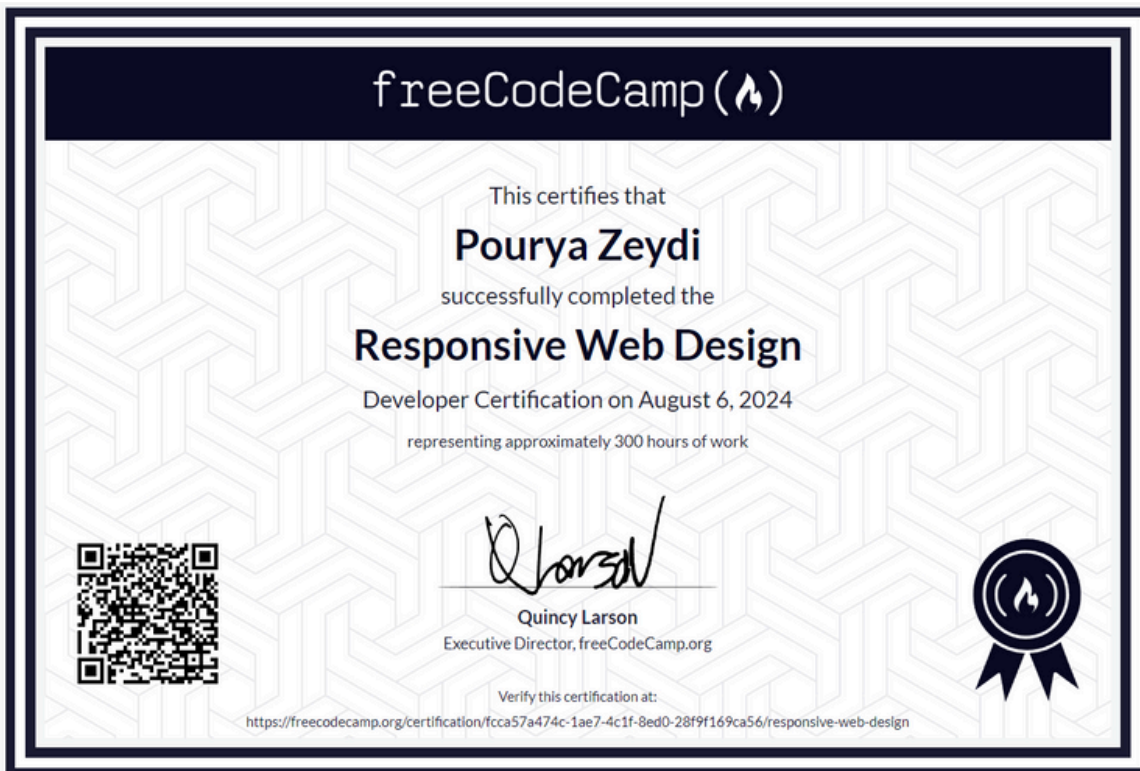 freeCodeCamp
This certifies that
Pourya Zeydi
successfully completed the
Responsive Web Design
Developer Certification on August 6, 2024
representing approximately 300 hours of work
Q Larson
Quincy Larson
Executive Director, freeCodeCamp.org
Verify this certification at:
https://freecodecamp.org/certification/fcca57a474c-1ae7-4c1f-8ed0-28f9f169ca56/responsive-web-design